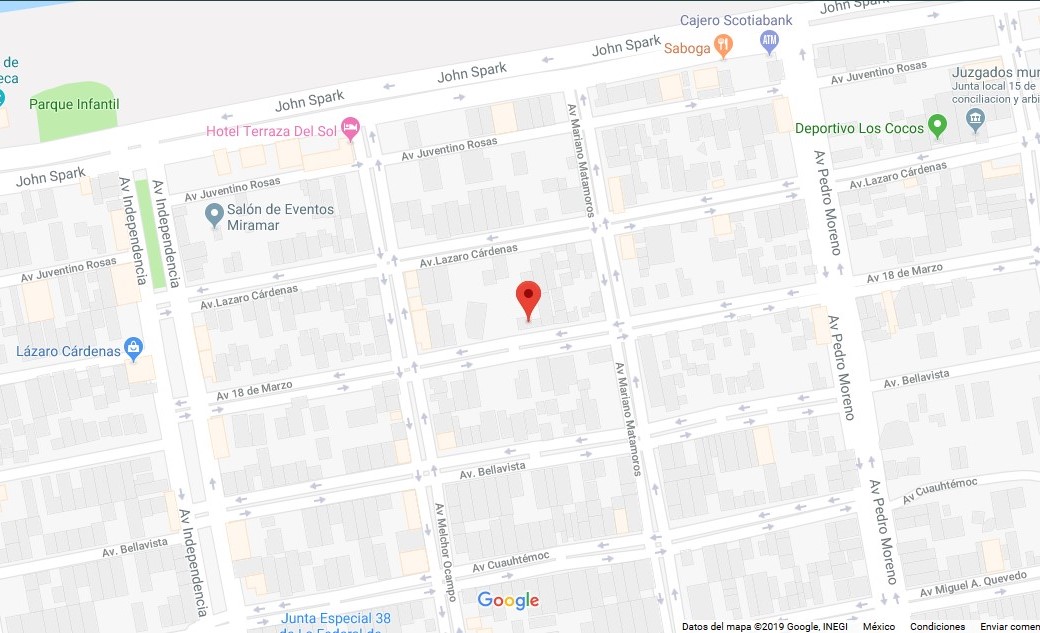 John Spark
Cajero Scotiabank
ATM
John Spark
Saboga
de
eca
John Spark
Av Juventino Rosas
Juzgados mun
Junta local 15 de
conciliacion y arbi
Parque Infantil
John Spark
Hotel Terraza Del Sol
Av Mariano Matamoros
Deportivo Los Cocos
Av Juventino Rosas
John Spark
Av Independencia
Av Independencia
Av Juventino Rosas
Salón de Eventos
Miramar
Av Pedro Moreno
Av.Lazaro Cárdenas
Av Juventino Rosas
Av.Lazaro Cárdenas
Av 18 de Marzo
Av.Lazaro Cárdenas
Lázaro Cárdenas
Av Pedro Moreno
Av 18 de Marzo
Av Mariano Matamoros
Av. Bellavista
Av. Bellavista
Av Cuauhtémoc
Av Pedro Moreno
Av Independencia
Av Melchor Ocampo
Av. Bellavista
Av Cuauhtémoc
Av Miguel A. Quevedo
Google
Junta Especial 38
de La Federal de
Datos del mapa ©2019 Google, INEGI México Condiciones Enviar comen